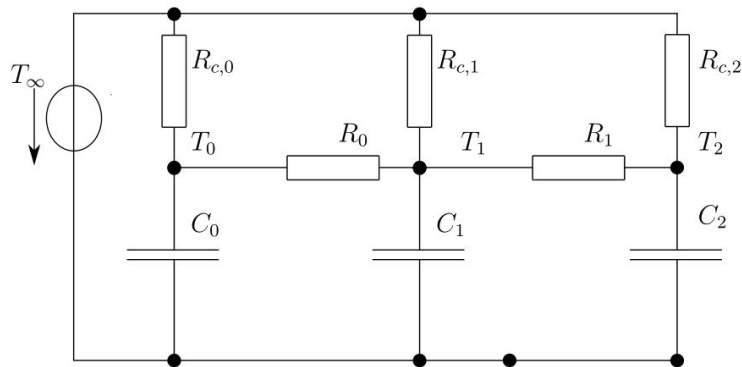 R_{c,0} R_{c,1} R_{c,2}
T_∞
T_0 R_0 T_1 R_1 T_2
C_0 C_1 C_2